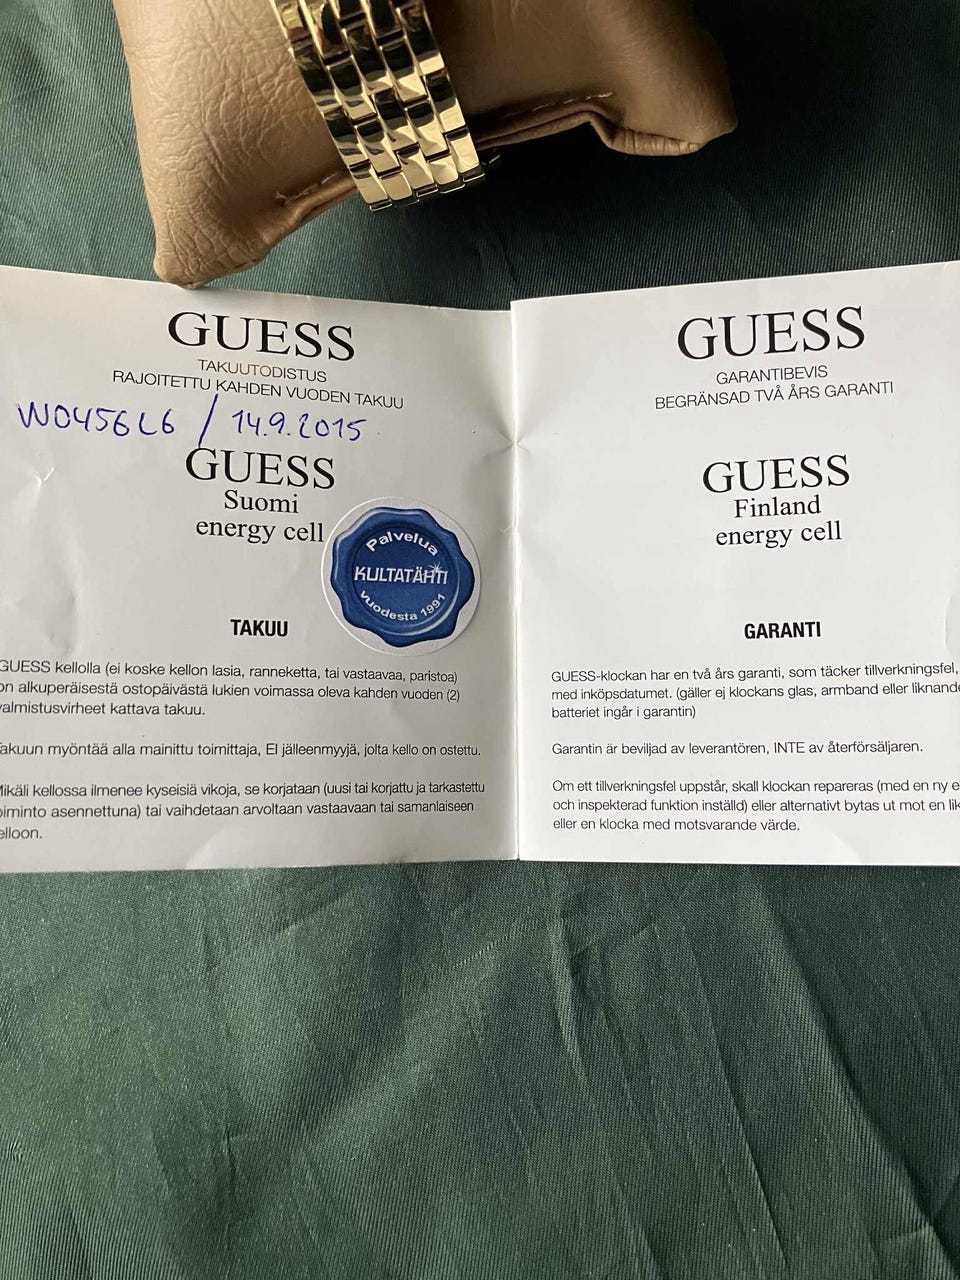 GUESS
TAKUUTODISTUS
RAJOITETTU KAHDEN VUODEN TAKUU
W0456L6 / 14.9.2015
GUESS
Suomi
energy cell
Palvelua
KULTATÄHTI
vuodesta 1991
TAKUU
GUESS kellolla (ei koske kellon lasia, ranneketta, tai vastaavaa, paristoa)
on alkuperäisestä ostopäivästä lukien voimassa oleva kahden vuoden (2)
valmistusvirheet kattava takuu.
Takuun myöntää alla mainittu toimittaja, EI jälleenmyyjä, jolta kello on ostettu.
Mikäli kellossa ilmenee kyseisiä vikoja, se korjataan (uusi tai korjattu ja tarkastettu
toiminto asennettuna) tai vaihdetaan arvoltaan vastaavaan tai samanlaiseen
kelloon.
GUESS
GARANTIBEVIS
BEGRÄNSAD TVÅ ÅRS GARANTI
GUESS
Finland
energy cell
GARANTI
GUESS-klockan har en två års garanti, som täcker tillverkningsfel,
med inköpsdatumet. (gäller ej klockans glas, armband eller liknande
batteriet ingår i garantin)
Garantin är beviljad av leverantören, INTE av återförsäljaren.
Om ett tillverkningsfel uppstår, skall klockan repareras (med en ny
och inspekterad funktion inställd) eller alternativt bytas ut mot en
eller en klocka med motsvarande värde.